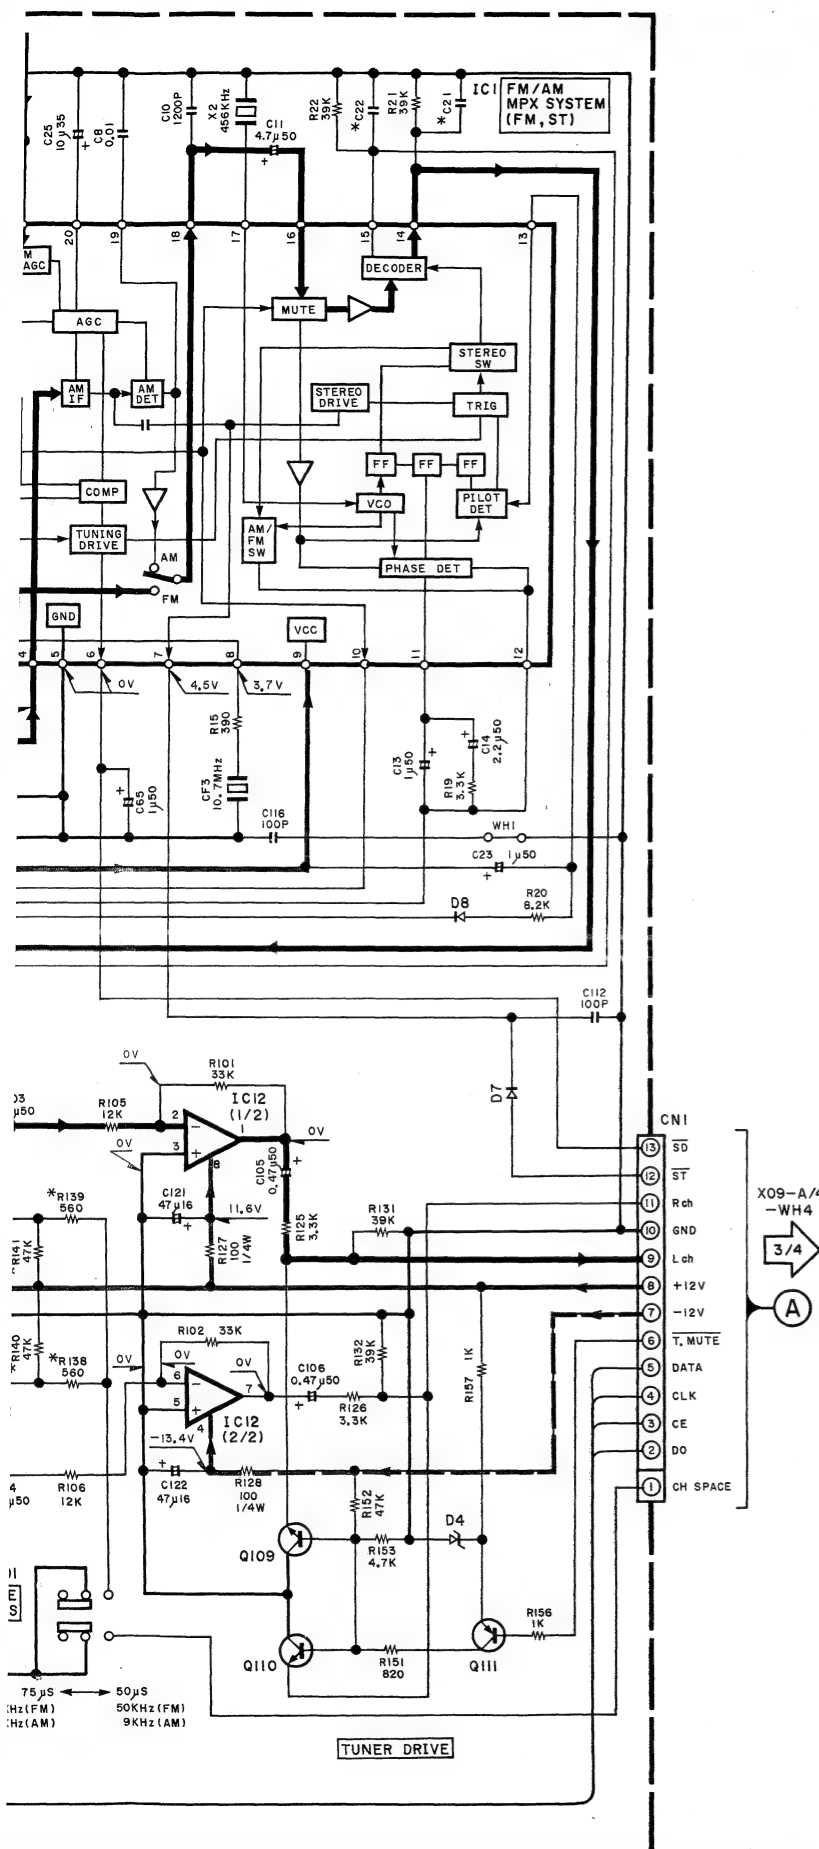 IC1
FM/AM
MPX SYSTEM
(FM, ST)
C25
10µ35
+
C8
0.01
C10
1200P
X2
456KHz
C11
4.7µ50
+
R22
39K
*C22
R21
39K
*C21
20
19
18
17
16
15
14
13
AGC
DECODER
AGC
MUTE
STEREO
SW
AM
IF
AM
DET
STEREO
DRIVE
TRIG
FF
FF
FF
COMP
VCO
PILOT
DET
TUNING
DRIVE
AM/
FM
SW
AM
PHASE DET
FM
GND
VCC
4
5
6
7
8
9
10
11
12
0V
4.5V
3.7V
R15
390
CF3
10.7MHz
+
C65
1µ50
C13
1µ50
+
C14
2.2µ50
+
R19
3.3K
C116
100P
WH1
C23
1µ50
+
D8
R20
8.2K
C112
100P
0V
R101
33K
IC12
(1/2)
D7
CN1
µ50
R105
12K
2
−
1
3
+
8
0V
0V
C105
0.47µ50
+
13 SD
12 ST
11 Rch
10 GND
9 Lch
8 +12V
7 −12V
6 T. MUTE
5 DATA
4 CLK
3 CE
2 DO
1 CH SPACE
X09-A/4
-WH4
3/4
A
*R139
560
C121
47µ16
+
11.6V
R127
100
1/4W
R125
3.3K
R131
39K
R141
47K
R102 33K
R132
39K
R140
47K
*R138
560
0V
0V
6
−
7
0V
5
+
4
C106
0.47µ50
+
R126
3.3K
R157 1K
IC12
(2/2)
−13.4V
µ50
R106
12K
+
C122
47µ16
R128
100
1/4W
R152
47K
Q109
R153
4.7K
D4
R156
1K
Q110
R151
820
Q111
75µS
50µS
KHz(FM)
50KHz(FM)
KHz(AM)
9KHz(AM)
TUNER DRIVE